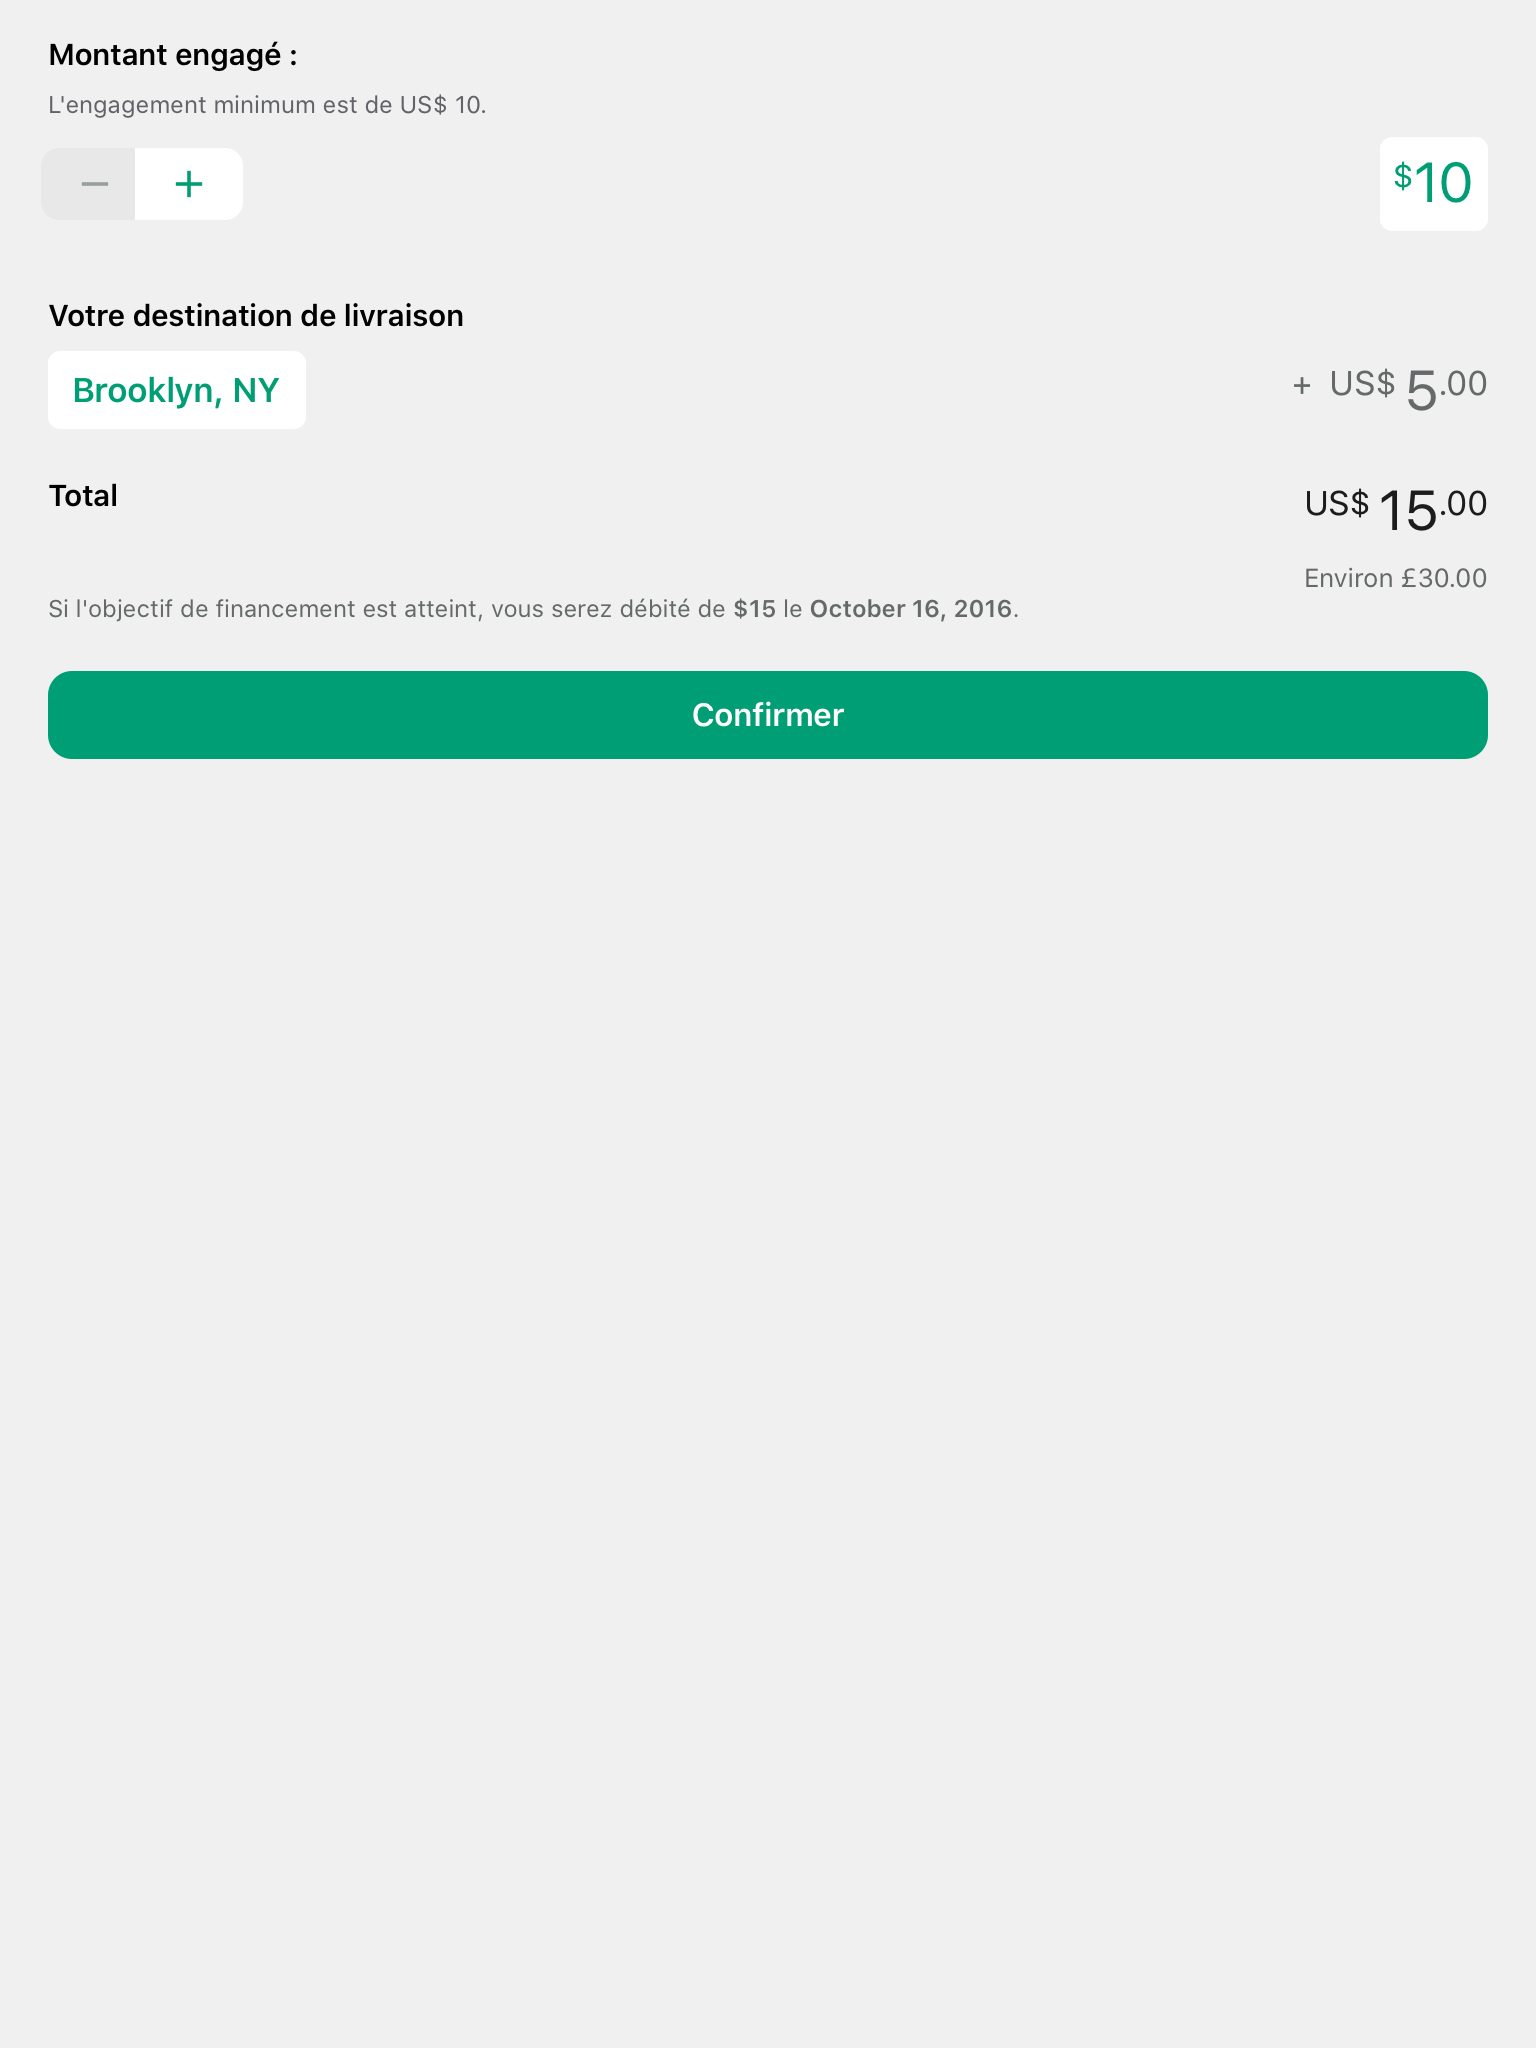 Montant engagé :
L'engagement minimum est de US$ 10.
− +
$10
Votre destination de livraison
Brooklyn, NY
+ US$ 5.00
Total
US$ 15.00
Environ £30.00
Si l'objectif de financement est atteint, vous serez débité de $15 le October 16, 2016.
Confirmer